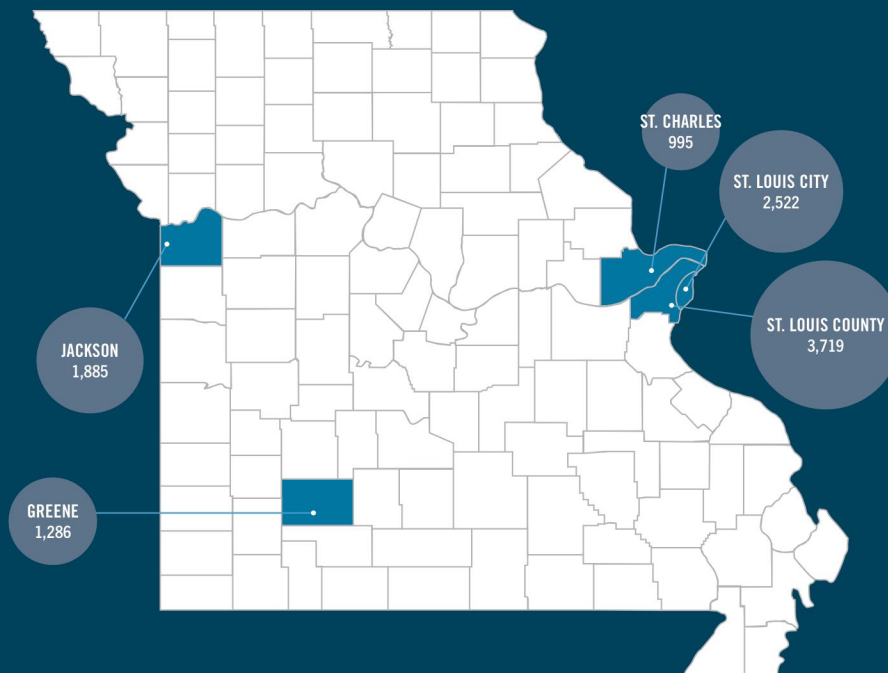 ST. CHARLES
995
ST. LOUIS CITY
2,522
ST. LOUIS COUNTY
3,719
JACKSON
1,885
GREENE
1,286